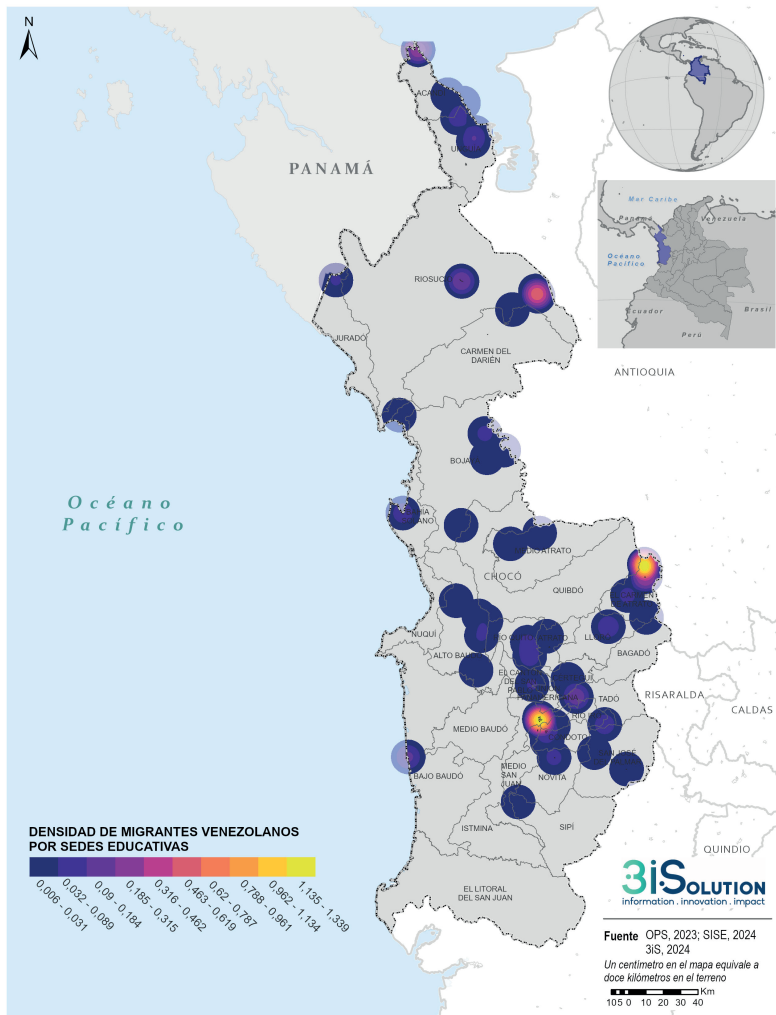 N
PANAMÁ
Océano
Pacífico
RIOSUCIO
JURADÓ
CARMEN DEL
DARIÉN
ANTIOQUIA
MEDIO ATRATO
CHOCÓ
QUIBDÓ
NUQUÍ
ALTO BAUDÓ
BAGADÓ
RISARALDA
TADÓ
CALDAS
MEDIO BAUDÓ
BAJO BAUDÓ
MEDIO
SAN
JUAN
NOVITA
ISTMINA
SIPÍ
QUINDIO
EL LITORAL
DEL SAN JUAN
Mar Caribe
Panamá
Venezuela
Océano
Pacífico
Ecuador
Brasil
Perú
DENSIDAD DE MIGRANTES VENEZOLANOS
POR SEDES EDUCATIVAS
0,006 - 0,031
0,032 - 0,089
0,09 - 0,184
0,185 - 0,315
0,316 - 0,462
0,463 - 0,619
0,62 - 0,787
0,788 - 0,961
0,962 - 1,134
1,135 - 1,339
3iSOLUTION
information . innovation . impact
Fuente OPS, 2023; SISE, 2024
3iS, 2024
Un centímetro en el mapa equivale a
doce kilómetros en el terreno
Km
10 5 0 10 20 30 40